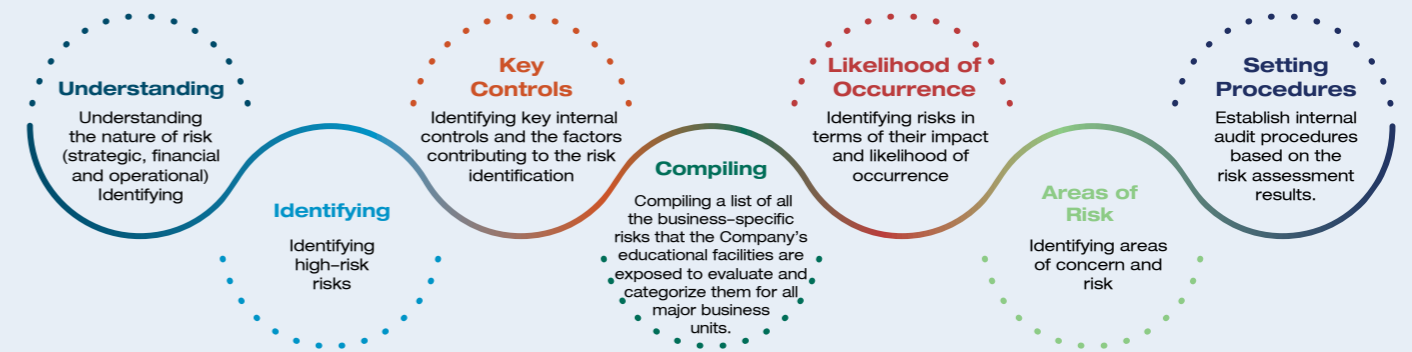 Understanding
Understanding
the nature of risk
(strategic, financial
and operational)
Identifying
Identifying
Identifying
high-risk
risks
Key
Controls
Identifying key internal
controls and the factors
contributing to the risk
identification
Compiling
Compiling a list of all
the business-specific
risks that the Company's
educational facilities are
exposed to evaluate and
categorize them for all
major business
units.
Likelihood of
Occurrence
Identifying risks in
terms of their impact
and likelihood of
occurrence
Areas of
Risk
Identifying areas
of concern and
risk
Setting
Procedures
Establish internal
audit procedures
based on the
risk assessment
results.